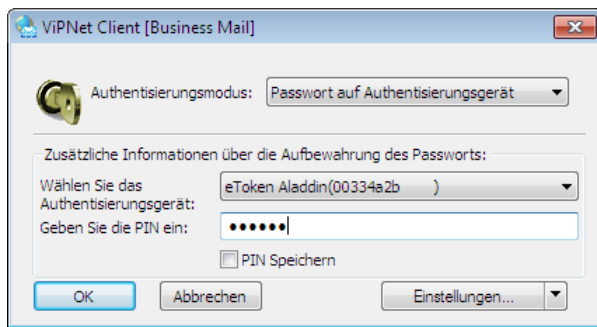 ViPNet Client [Business Mail]
Authentisierungsmodus: Passwort auf Authentisierungsgerät
Zusätzliche Informationen über die Aufbewahrung des Passworts:
Wählen Sie das Authentisierungsgerät: eToken Aladdin(00334a2b )
Geben Sie die PIN ein: ••••••
PIN Speichern
OK Abbrechen Einstellungen...